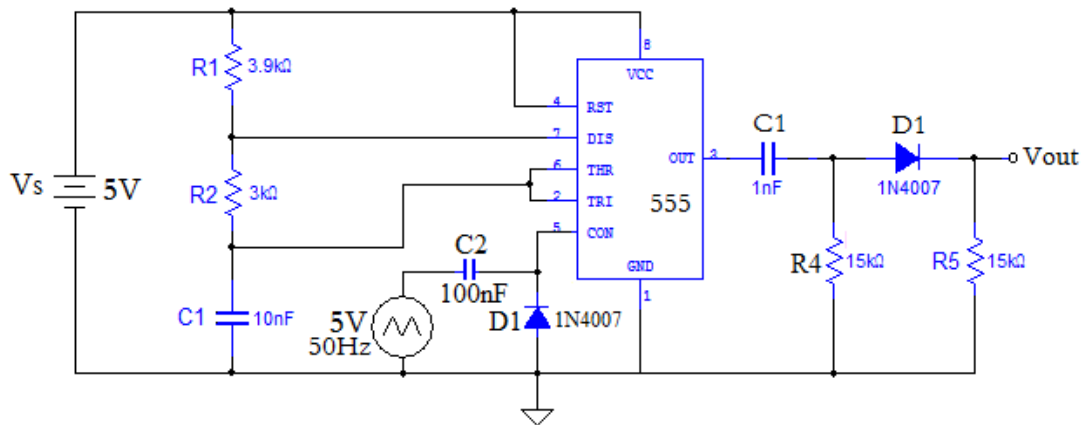 Vs
5V
R1
3.9kΩ
R2
3kΩ
C1
10nF
5V
50Hz
C2
100nF
D1
1N4007
8
VCC
4
RST
7
DIS
6
THR
2
TRI
5
CON
GND
1
OUT
3
555
C1
1nF
R4
15kΩ
D1
1N4007
R5
15kΩ
Vout